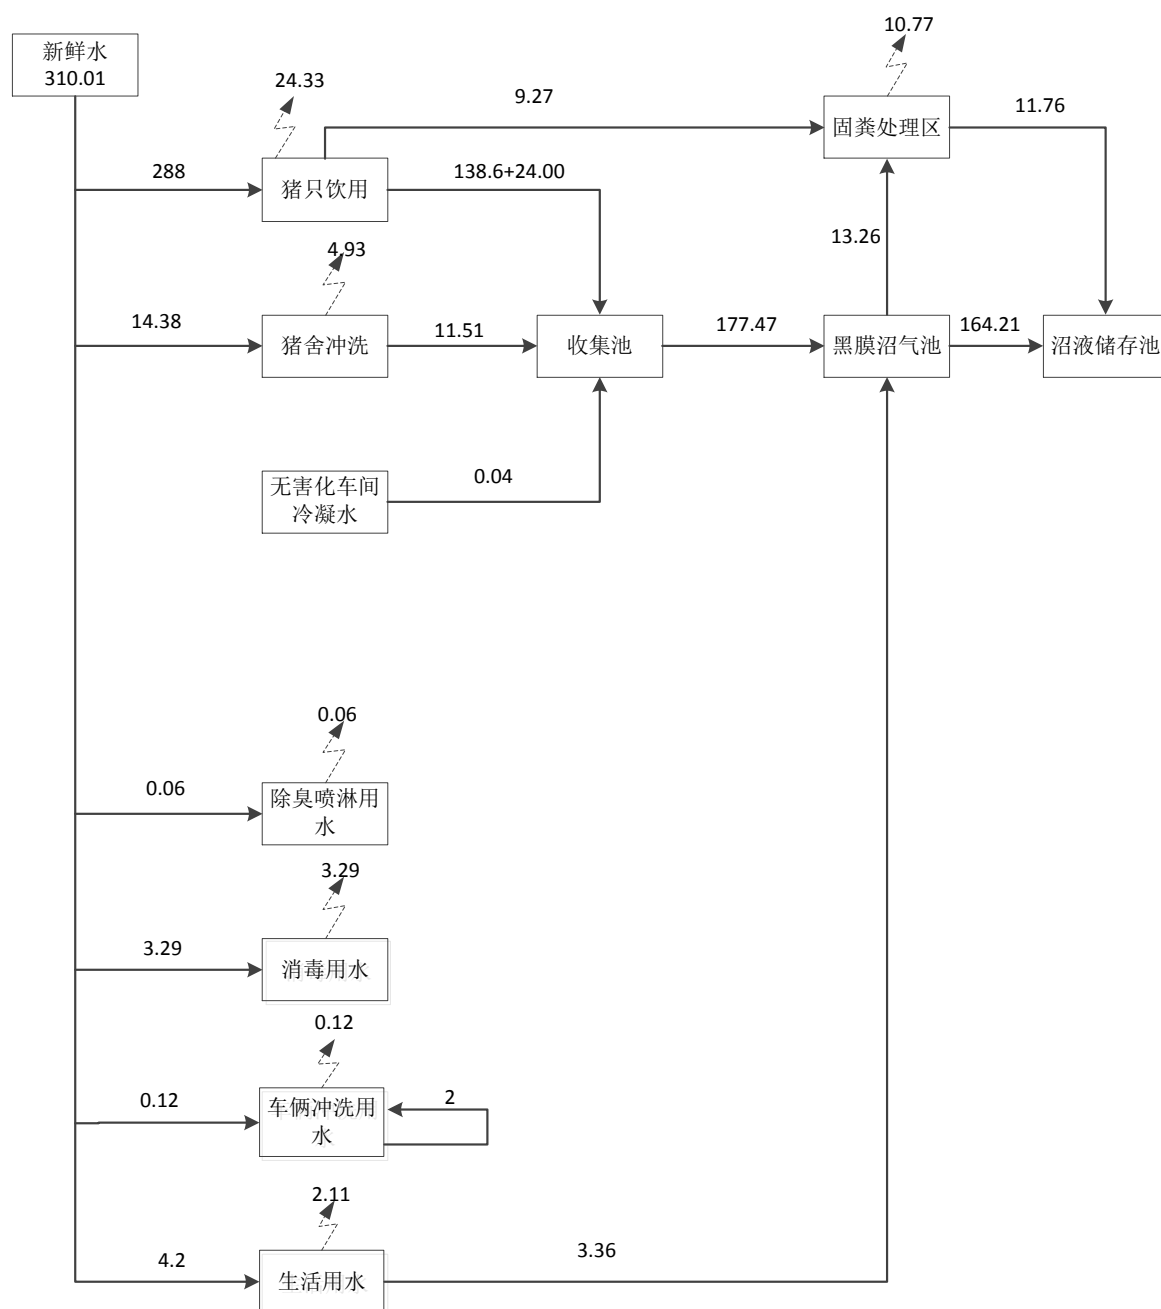 新鲜水
310.01
10.77
24.33
9.27
固粪处理区
11.76
288
猪只饮用
138.6+24.00
13.26
4.93
14.38
猪舍冲洗
11.51
收集池
177.47
黑膜沼气池
164.21
沼液储存池
无害化车间
冷凝水
0.04
0.06
0.06
除臭喷淋用
水
3.29
3.29
消毒用水
0.12
0.12
车俩冲洗用
水
2
2.11
4.2
生活用水
3.36